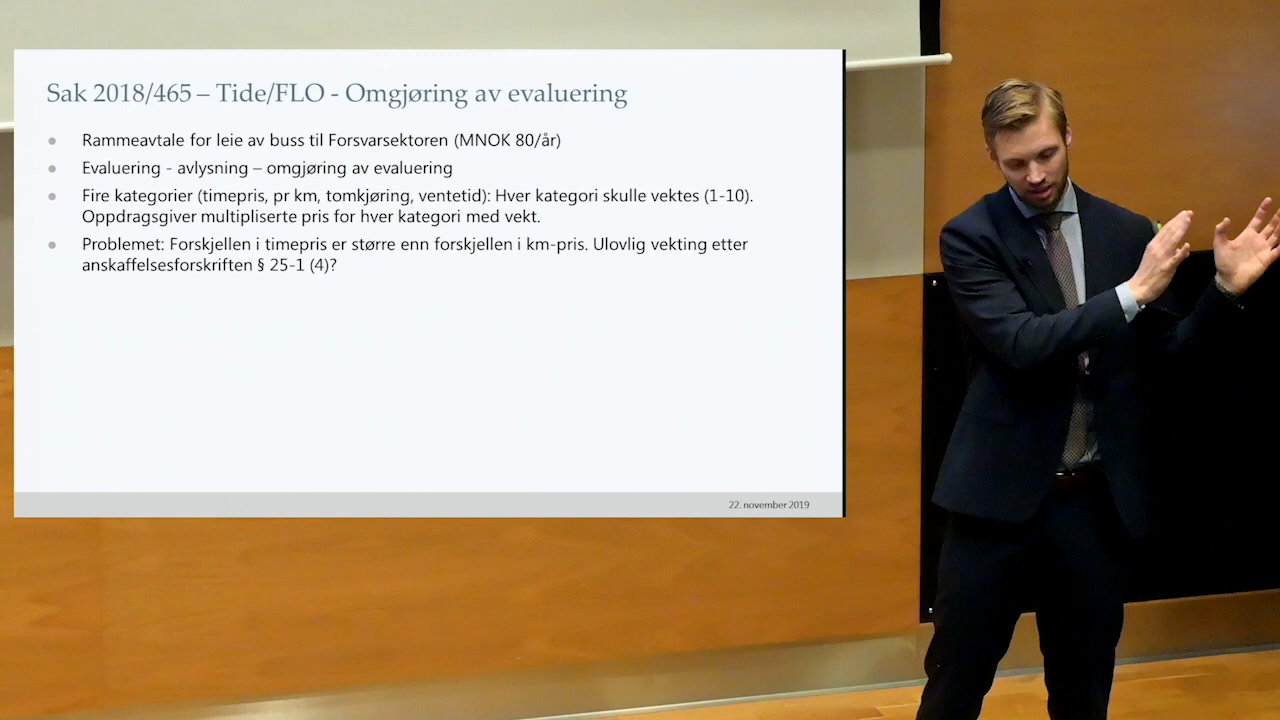 Sak 2018/465 – Tide/FLO - Omgjøring av evaluering
Rammeavtale for leie av buss til Forsvarsektoren (MNOK 80/år)
Evaluering - avlysning – omgjøring av evaluering
Fire kategorier (timepris, pr km, tomkjøring, ventetid): Hver kategori skulle vektes (1-10).
Oppdragsgiver multipliserte pris for hver kategori med vekt.
Problemet: Forskjellen i timepris er større enn forskjellen i km-pris. Ulovlig vekting etter
anskaffelsesforskriften § 25-1 (4)?
22. november 2019